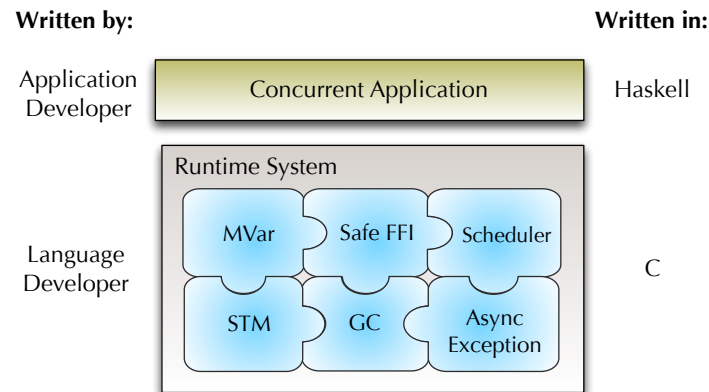 Written by:
Written in:
Application
Developer
Concurrent Application
Haskell
Runtime System
MVar
Safe FFI
Scheduler
Language
Developer
C
STM
GC
Async
Exception